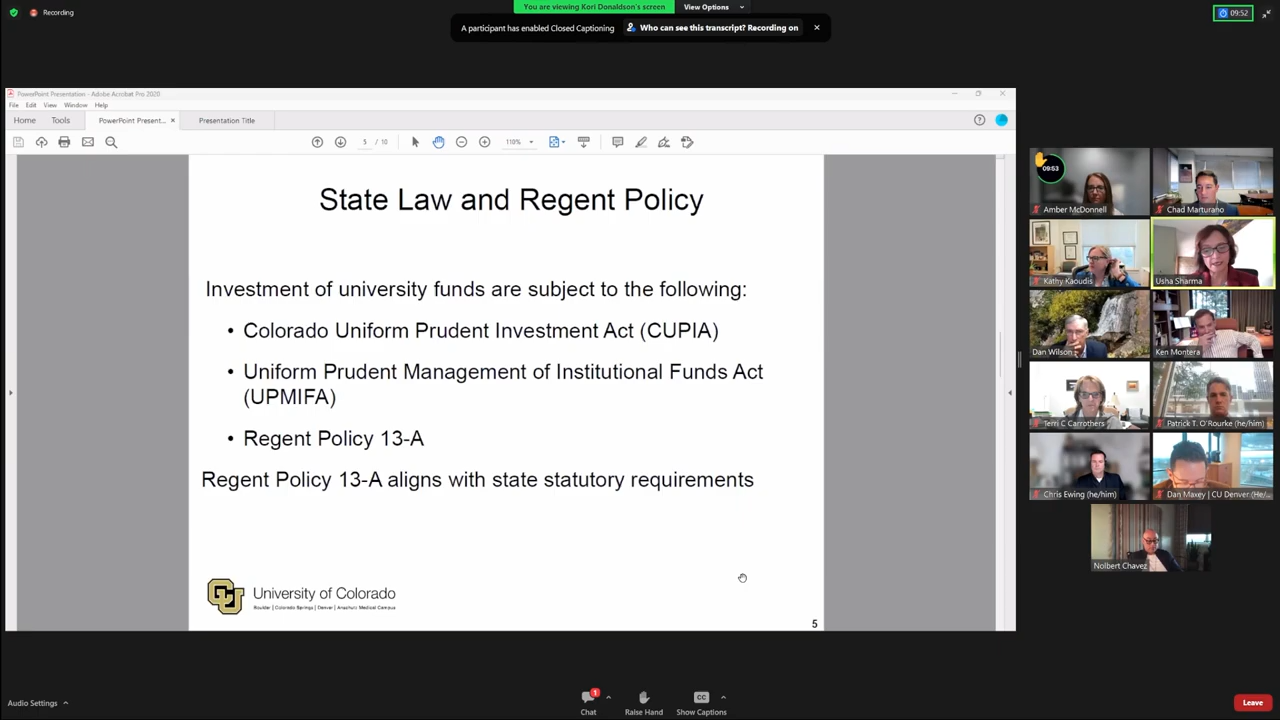 Recording
You are viewing Kori Donaldson's screen
View Options
09:52
A participant has enabled Closed Captioning
Who can see this transcript? Recording on
PowerPoint Presentation - Adobe Acrobat Pro 2020
File Edit View Window Help
Home Tools PowerPoint Present... × Presentation Title
5 / 10 110%
State Law and Regent Policy
Investment of university funds are subject to the following:
• Colorado Uniform Prudent Investment Act (CUPIA)
• Uniform Prudent Management of Institutional Funds Act
(UPMIFA)
• Regent Policy 13-A
Regent Policy 13-A aligns with state statutory requirements
University of Colorado
Boulder | Colorado Springs | Denver | Anschutz Medical Campus
5
09:53
Amber McDonnell
Chad Marturano
Kathy Kaoudis
Usha Sharma
Dan Wilson
Ken Montera
Terri C Carrothers
Patrick T. O'Rourke (he/him)
Chris Ewing (he/him)
Dan Maxey | CU Denver (He/...
Nolbert Chavez
Audio Settings
1
Chat
Raise Hand
CC
Show Captions
Leave